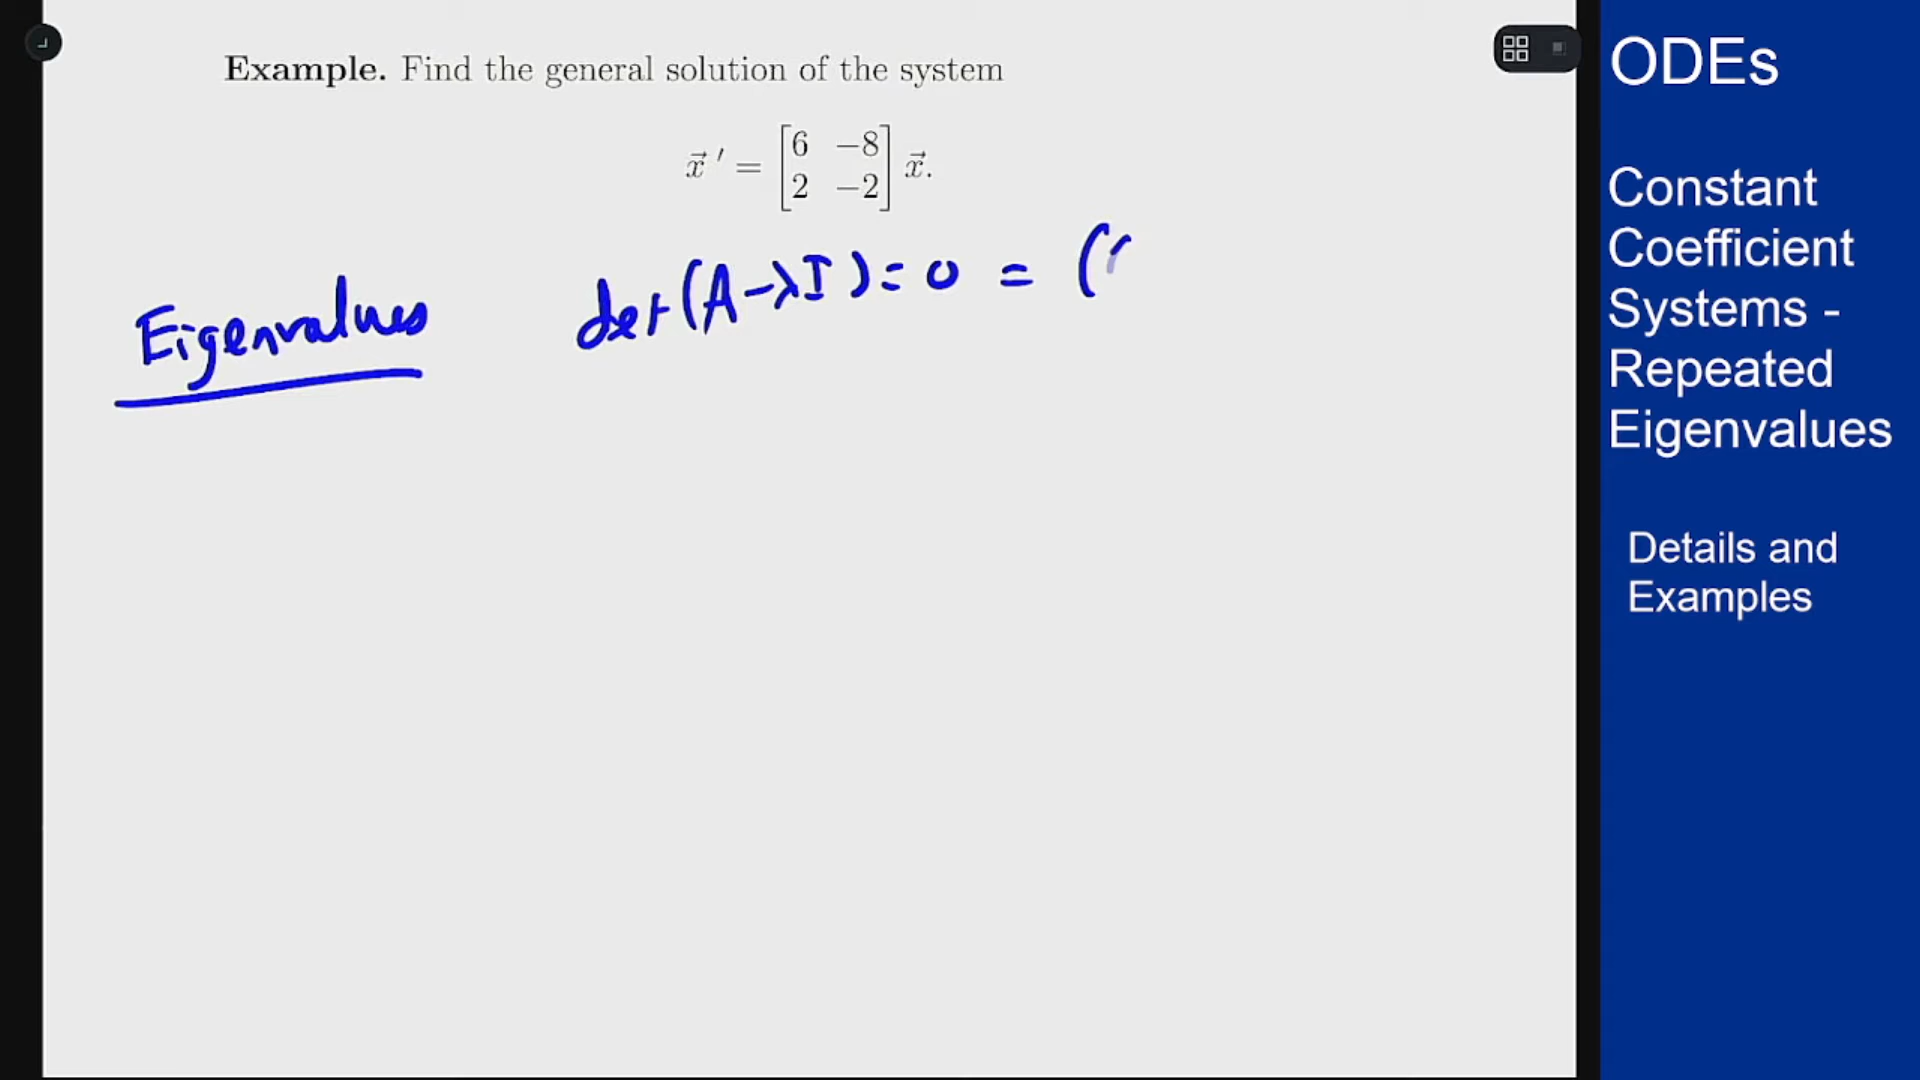 Example. Find the general solution of the system
x⃗ ′ = [6 −8; 2 −2] x⃗.
Eigenvalues det(A-λI)=0 = (
ODEs
Constant
Coefficient
Systems -
Repeated
Eigenvalues
Details and
Examples